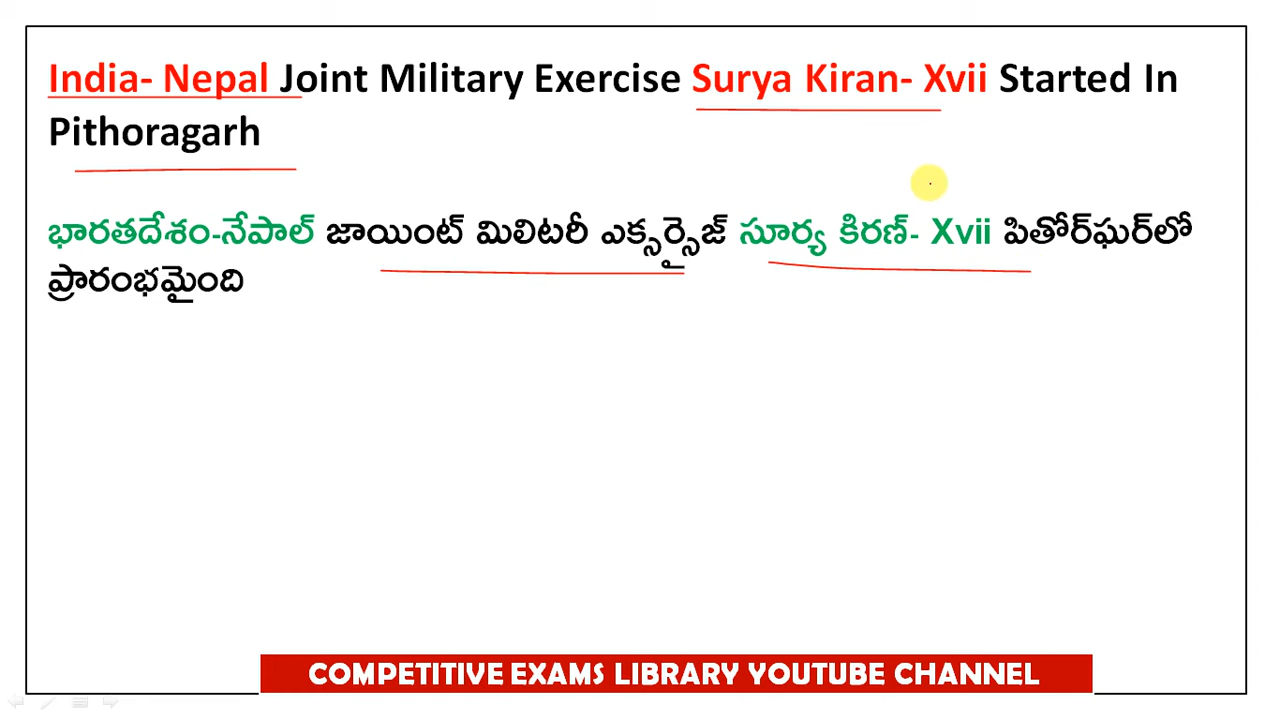 India- Nepal Joint Military Exercise Surya Kiran- Xvii Started In
Pithoragarh
భారతదేశం-నేపాల్ జాయింట్ మిలిటరీ ఎక్సర్సైజ్ సూర్య కిరణ్- Xvii పితోర్‌ఘర్‌లో
ప్రారంభమైంది
COMPETITIVE EXAMS LIBRARY YOUTUBE CHANNEL